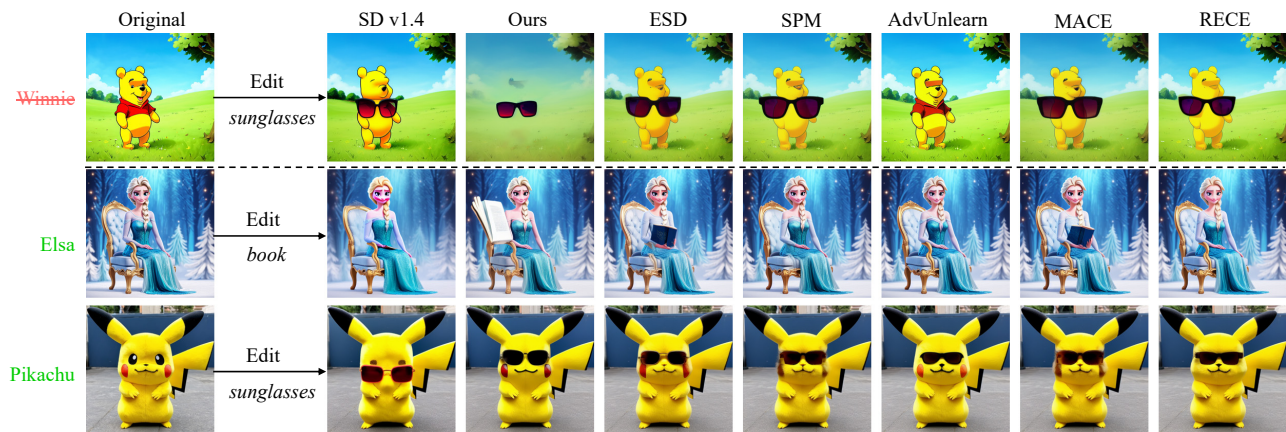 Original SD v1.4 Ours ESD SPM AdvUnlearn MACE RECE
Winnie Edit
sunglasses
Elsa Edit
book
Pikachu Edit
sunglasses